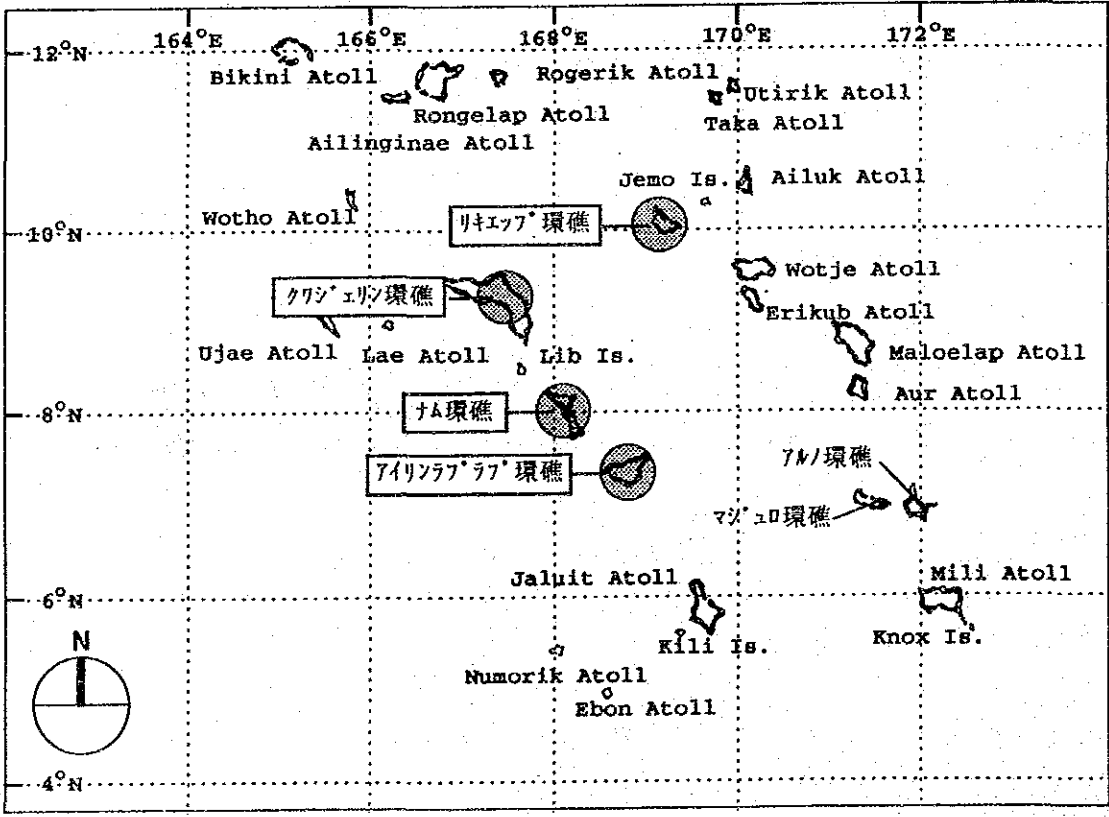 164°E 166°E 168°E 170°E 172°E
12°N
Bikini Atoll
Rogerik Atoll
Utirik Atoll
Rongelap Atoll
Taka Atoll
Ailinginae Atoll
Jemo Is.
Ailuk Atoll
Wotho Atoll
リキエップ環礁
10°N
Wotje Atoll
クワジェリン環礁
Erikub Atoll
Ujae Atoll
Lae Atoll
Lib Is.
Maloelap Atoll
Aur Atoll
ナム環礁
8°N
アイリンラプラプ環礁
アルノ環礁
マジュロ環礁
Jaluit Atoll
Mili Atoll
6°N
Kili Is.
Knox Is.
N
Numorik Atoll
Ebon Atoll
4°N